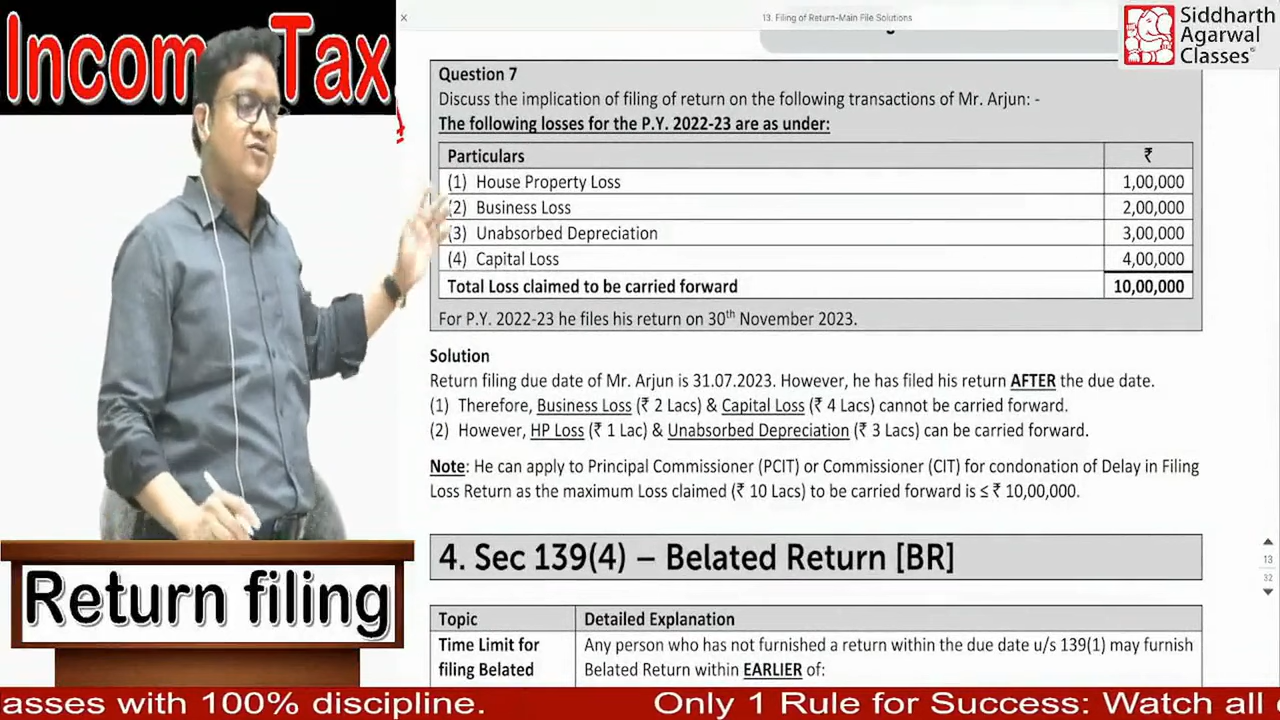 Income Tax
13. Filing of Return-Main File Solutions
Siddharth
Agarwal
Classes
Question 7
Discuss the implication of filing of return on the following transactions of Mr. Arjun: -
The following losses for the P.Y. 2022-23 are as under:
Particulars ₹
(1) House Property Loss 1,00,000
(2) Business Loss 2,00,000
(3) Unabsorbed Depreciation 3,00,000
(4) Capital Loss 4,00,000
Total Loss claimed to be carried forward 10,00,000
For P.Y. 2022-23 he files his return on 30th November 2023.
Solution
Return filing due date of Mr. Arjun is 31.07.2023. However, he has filed his return AFTER the due date.
(1) Therefore, Business Loss (₹ 2 Lacs) & Capital Loss (₹ 4 Lacs) cannot be carried forward.
(2) However, HP Loss (₹ 1 Lac) & Unabsorbed Depreciation (₹ 3 Lacs) can be carried forward.
Note: He can apply to Principal Commissioner (PCIT) or Commissioner (CIT) for condonation of Delay in Filing
Loss Return as the maximum Loss claimed (₹ 10 Lacs) to be carried forward is ≤ ₹ 10,00,000.
4. Sec 139(4) – Belated Return [BR]
Topic Detailed Explanation
Time Limit for Any person who has not furnished a return within the due date u/s 139(1) may furnish
filing Belated Belated Return within EARLIER of:
13
32
Return filing
asses with 100% discipline. Only 1 Rule for Success: Watch all